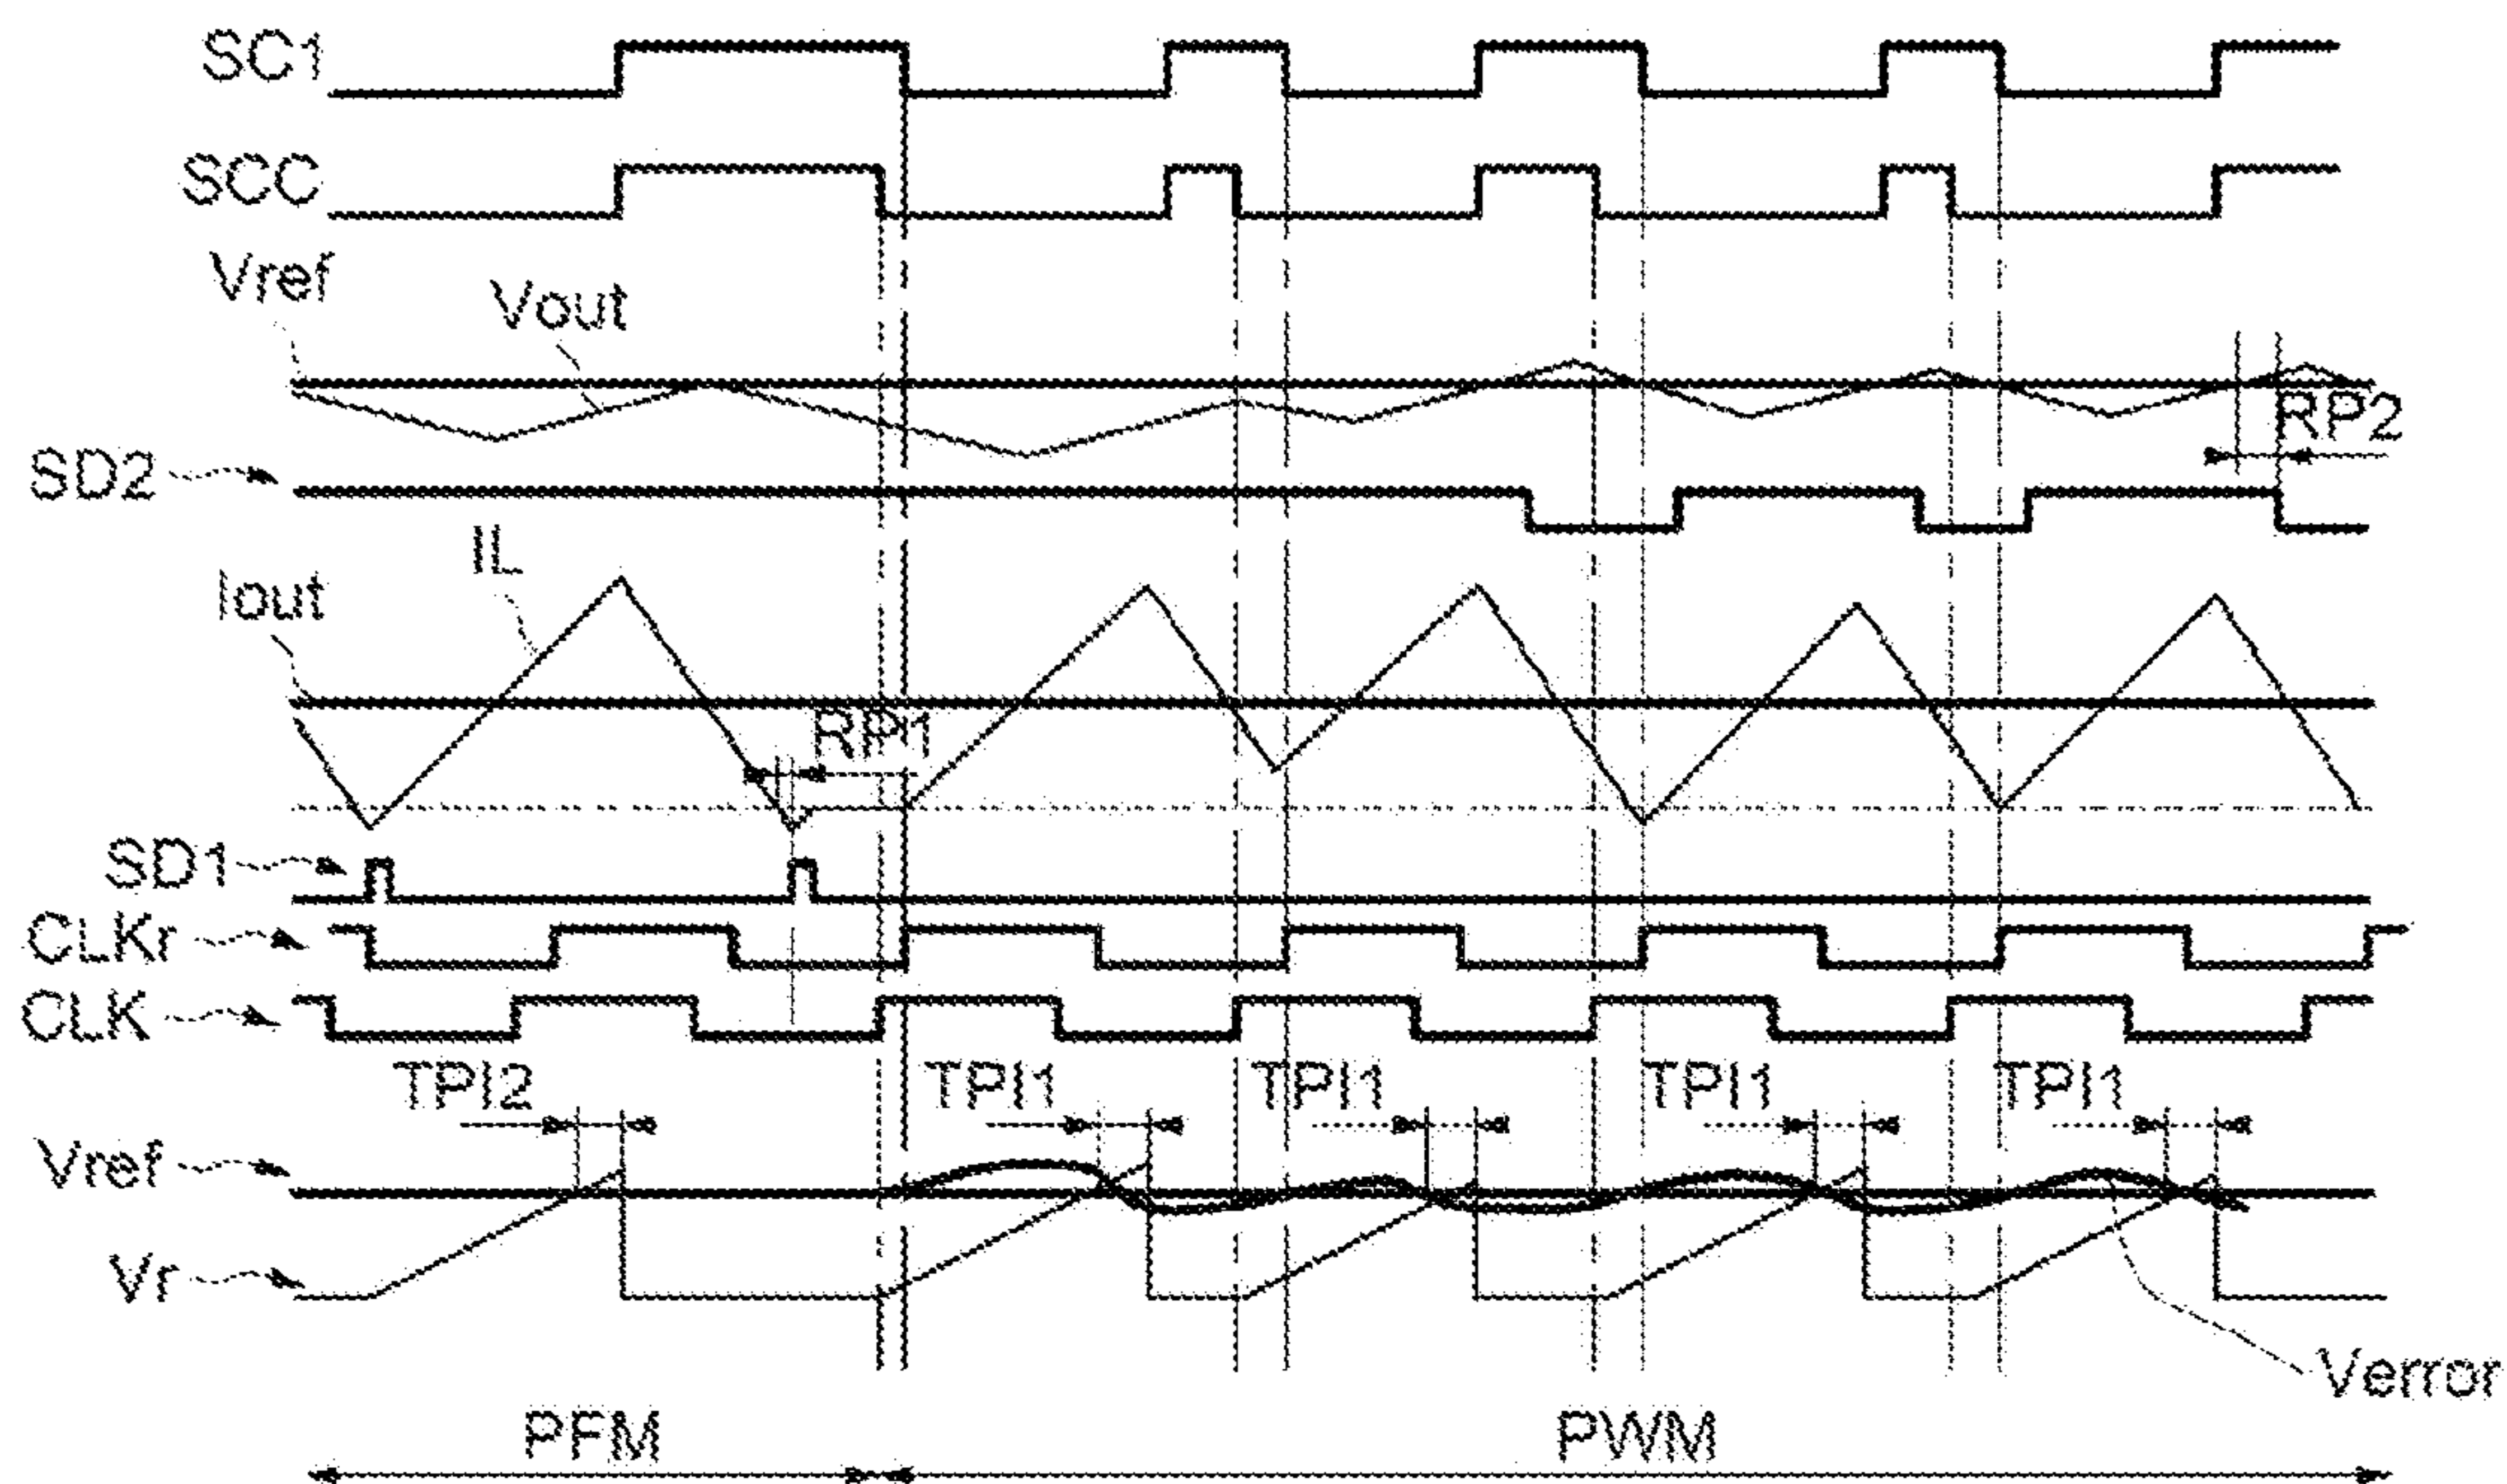 SC1
SCC
Vref
Vout
RP2
SD2
IL
Iout
RP1
SD1
CLKr
CLK
TPI2 TPI1 TPI1 TPI1 TPI1
Vref
Vr
Verror
PFM PWM